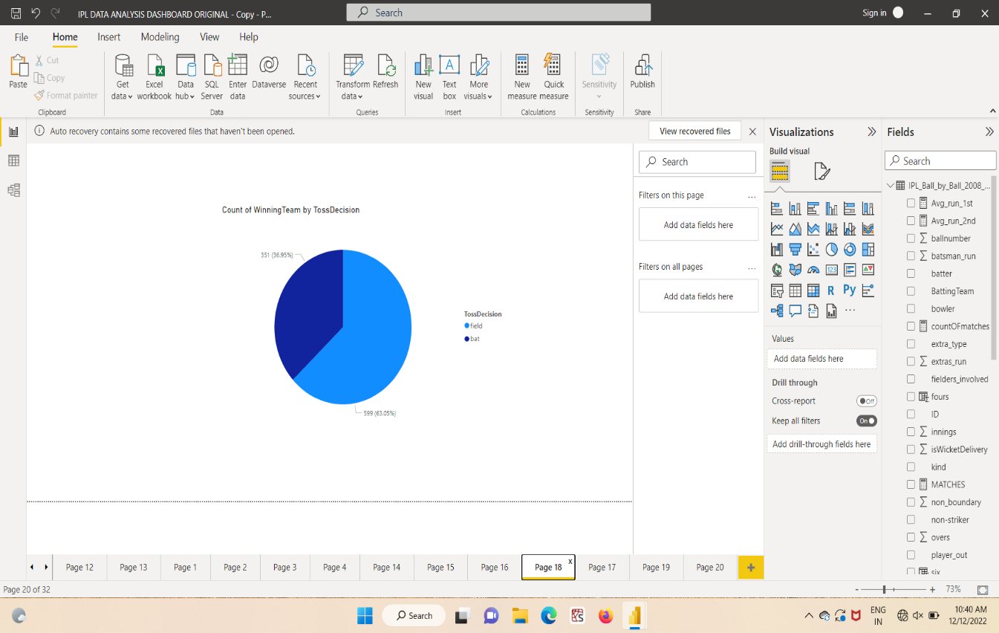 IPL DATA ANALYSIS DASHBOARD ORIGINAL - Copy - P...
Search
Sign in
File Home Insert Modeling View Help
Paste
Cut
Copy
Format painter
Clipboard
Get data
Excel workbook
Data hub
SQL Server
Enter data
Dataverse
Recent sources
Data
Transform data
Refresh
Queries
New visual
Text box
More visuals
Insert
New measure
Quick measure
Calculations
Sensitivity
Sensitivity
Publish
Share
Auto recovery contains some recovered files that haven't been opened.
View recovered files
Count of WinningTeam by TossDecision
351 (36.95%)
599 (63.05%)
TossDecision
field
bat
Search
Filters on this page
...
Add data fields here
Filters on all pages
...
Add data fields here
Visualizations
Build visual
123
R
Py
...
Values
Add data fields here
Drill through
Cross-report
Off
Keep all filters
On
Add drill-through fields here
Fields
Search
IPL_Ball_by_Ball_2008_...
Avg_run_1st
Avg_run_2nd
ballnumber
batsman_run
batter
BattingTeam
bowler
countOFmatches
extra_type
extras_run
fielders_involved
fours
ID
innings
isWicketDelivery
kind
MATCHES
non_boundary
non-striker
overs
player_out
six
Page 12 Page 13 Page 1 Page 2 Page 3 Page 4 Page 14 Page 15 Page 16 Page 18 x Page 17 Page 19 Page 20 +
Page 20 of 32
- + 73%
Search
ENG
IN
10:40 AM
12/12/2022